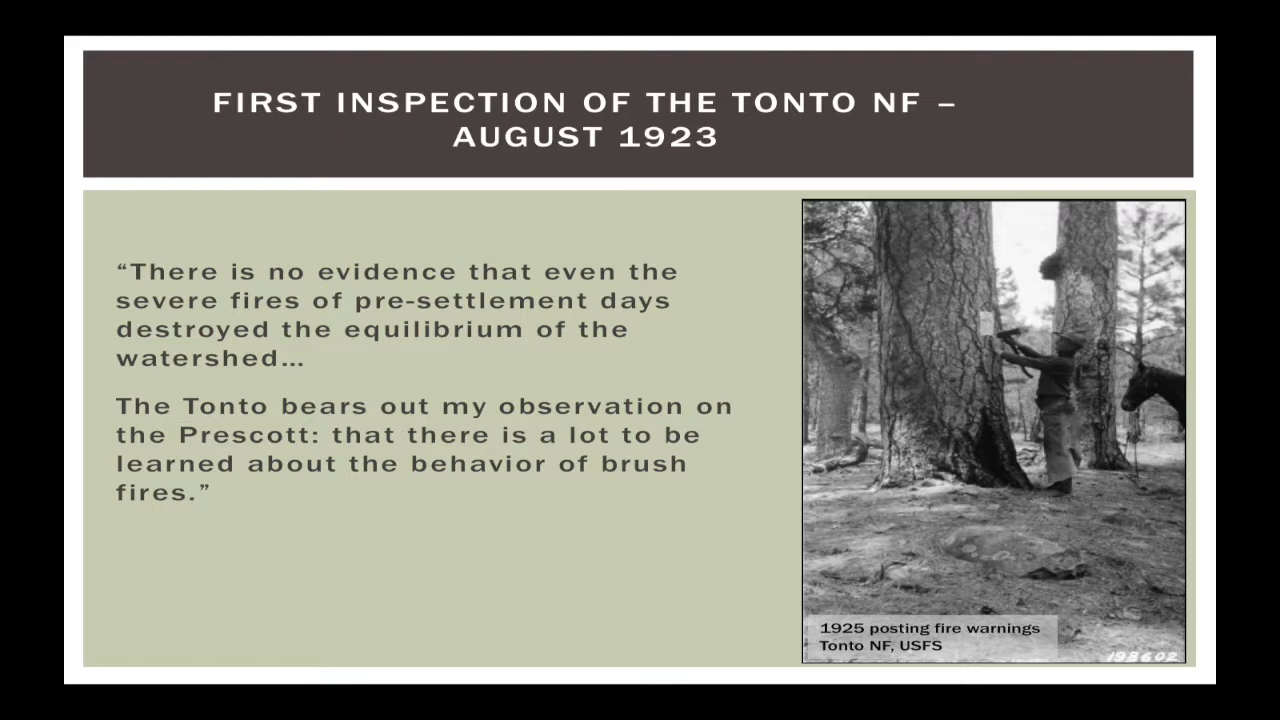 FIRST INSPECTION OF THE TONTO NF –
AUGUST 1923
“There is no evidence that even the
severe fires of pre-settlement days
destroyed the equilibrium of the
watershed…
The Tonto bears out my observation on
the Prescott: that there is a lot to be
learned about the behavior of brush
fires.”
1925 posting fire warnings
Tonto NF, USFS
198602